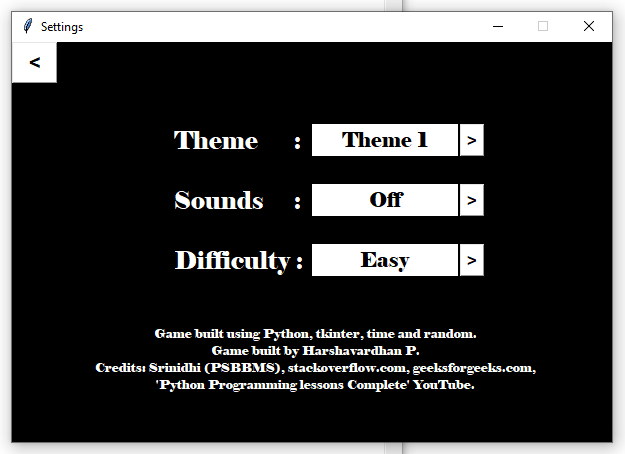 Settings
<
Theme : Theme 1 >
Sounds : Off >
Difficulty : Easy >
Game built using Python, tkinter, time and random.
Game built by Harshavardhan P.
Credits: Srinidhi (PSBBMS), stackoverflow.com, geeksforgeeks.com,
'Python Programming lessons Complete' YouTube.